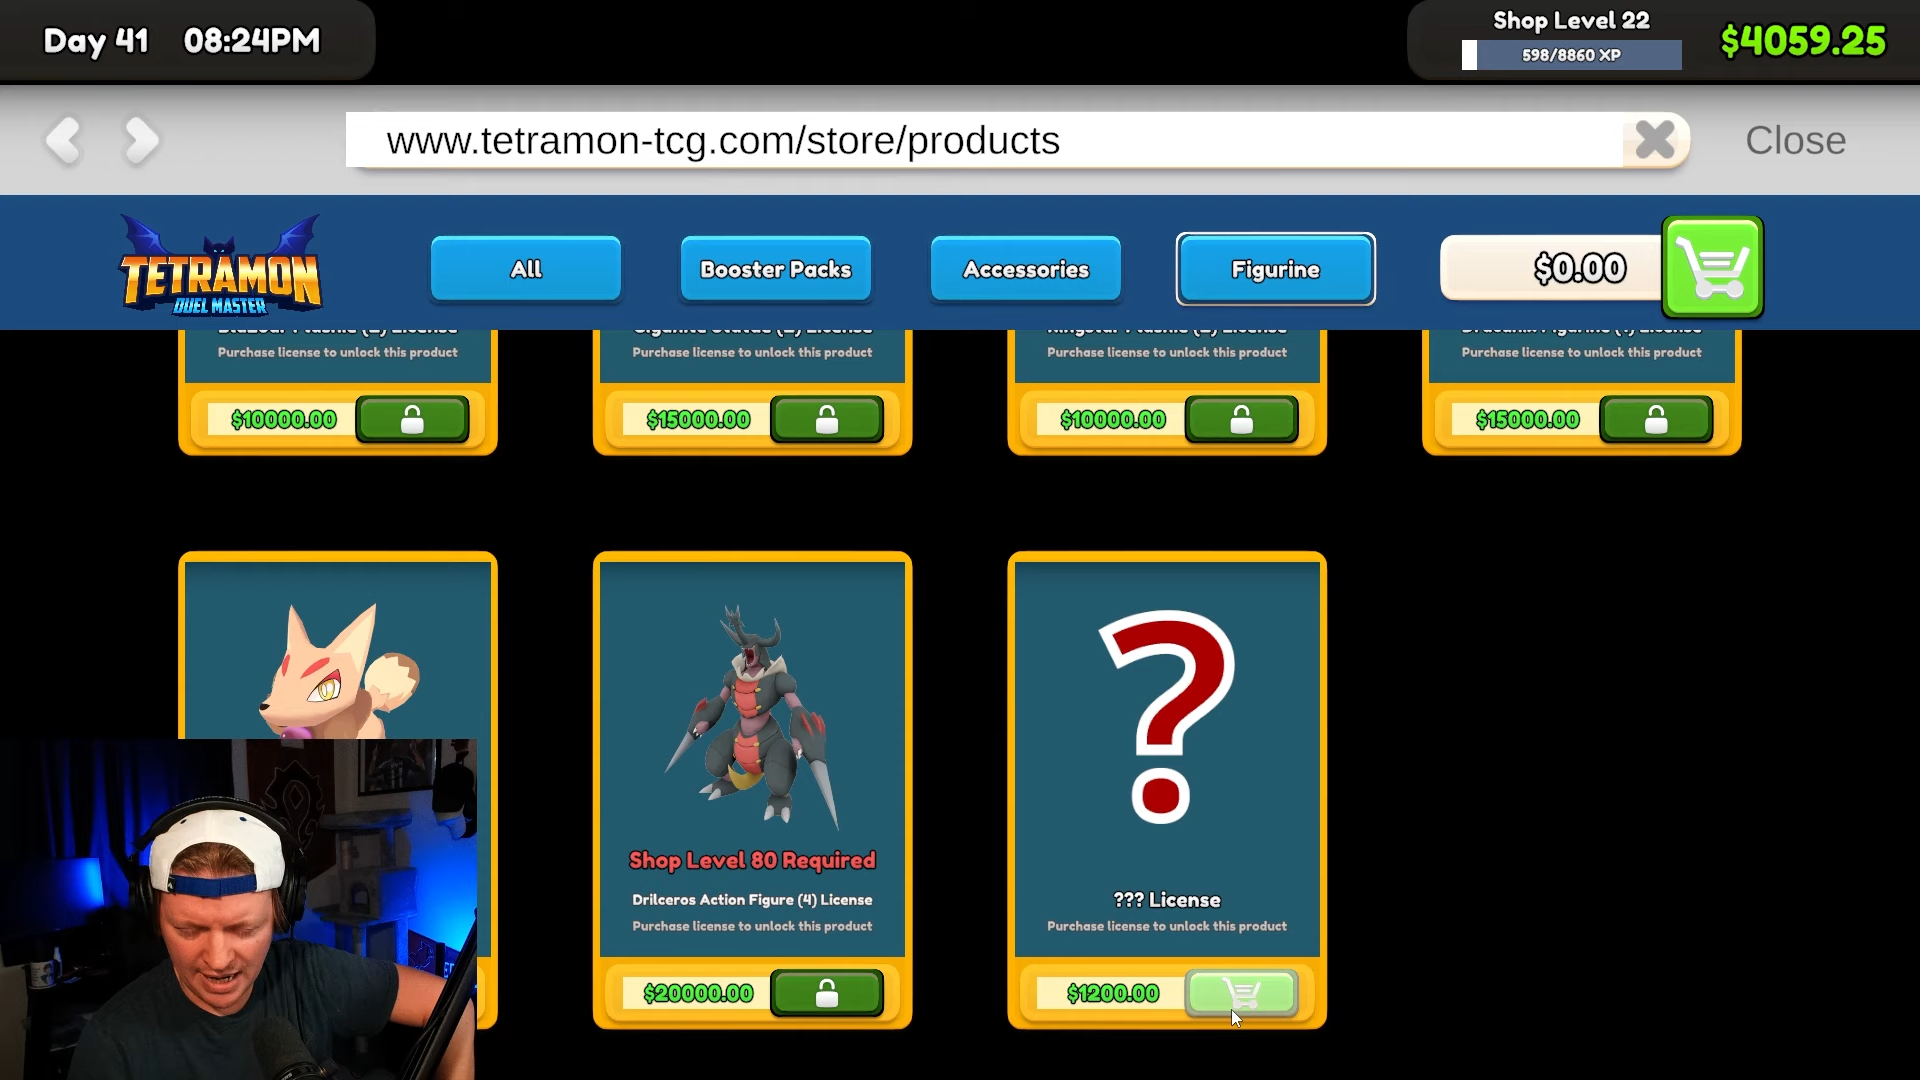 Day 41 08:24PM
Shop Level 22
598/8860 XP
$4059.25
www.tetramon-tcg.com/store/products
Close
TETRAMON
DUEL MASTER
All
Booster Packs
Accessories
Figurine
$0.00
Purchase license to unlock this product
Purchase license to unlock this product
Purchase license to unlock this product
Purchase license to unlock this product
$10000.00
$15000.00
$10000.00
$15000.00
?
Shop Level 80 Required
Drilceros Action Figure (4) License
Purchase license to unlock this product
??? License
Purchase license to unlock this product
$20000.00
$1200.00